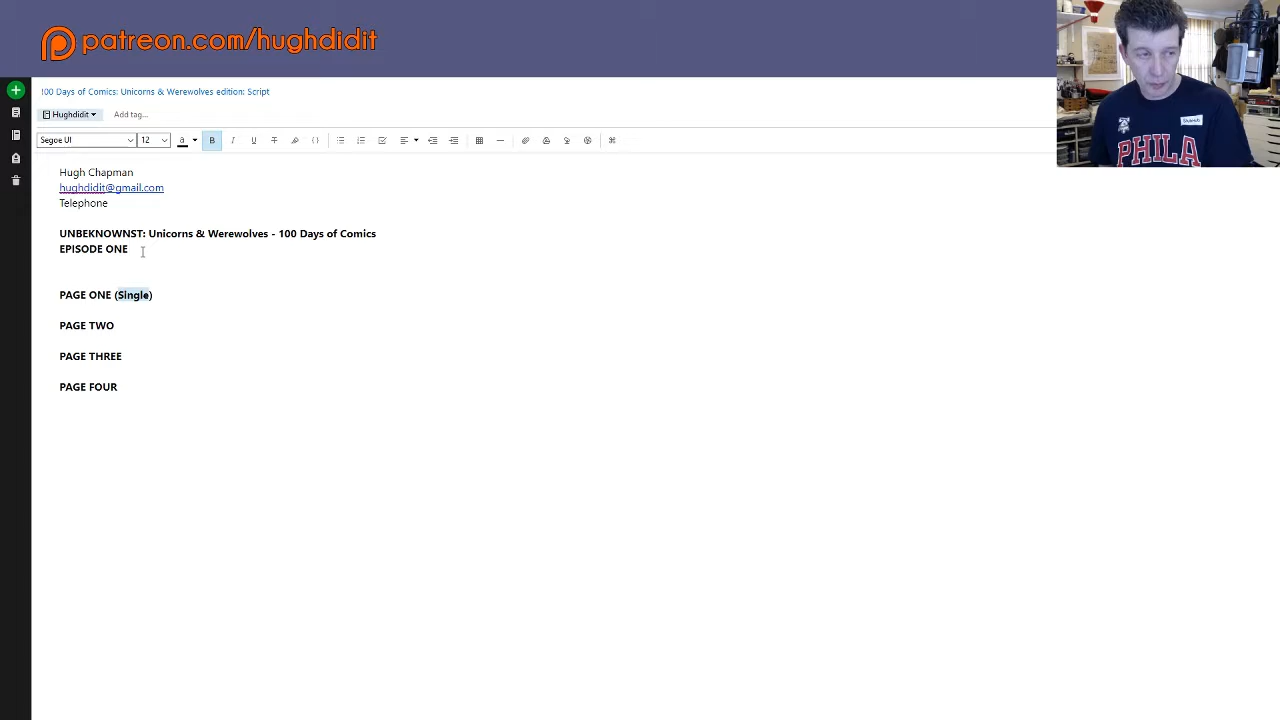 patreon.com/hughdidit
100 Days of Comics: Unicorns & Werewolves edition: Script
Hughdidit
Add tag...
Segoe UI
12
a
B
I
U
T
Hugh Chapman
hughdidit@gmail.com
Telephone
UNBEKNOWNST: Unicorns & Werewolves - 100 Days of Comics
EPISODE ONE
PAGE ONE (Single)
PAGE TWO
PAGE THREE
PAGE FOUR
PHILA